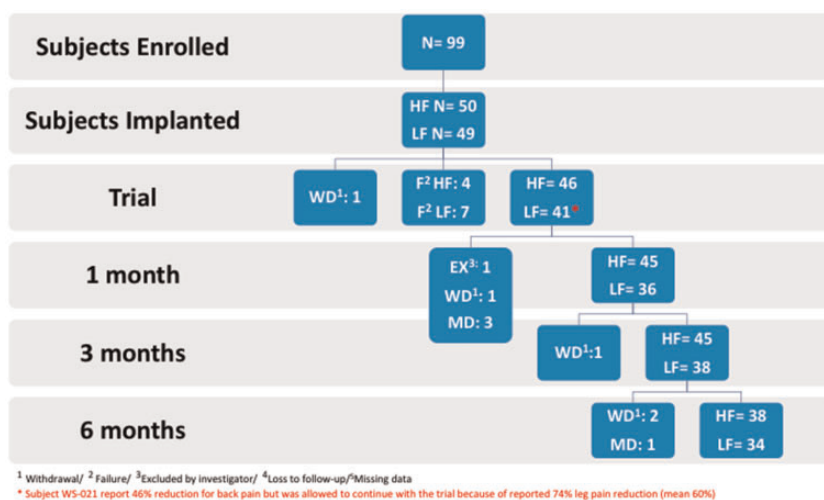 Subjects Enrolled
N= 99
Subjects Implanted
HF N= 50
LF N= 49
Trial
WD¹: 1
F² HF: 4
F² LF: 7
HF= 46
LF= 41*
1 month
EX³: 1
WD¹: 1
MD: 3
HF= 45
LF= 36
3 months
WD¹:1
HF= 45
LF= 38
6 months
WD¹: 2
MD: 1
HF= 38
LF= 34
¹ Withdrawal/ ² Failure/ ³Excluded by investigator/ ⁴Loss to follow-up/⁵Missing data
* Subject WS-021 report 46% reduction for back pain but was allowed to continue with the trial because of reported 74% leg pain reduction (mean 60%)